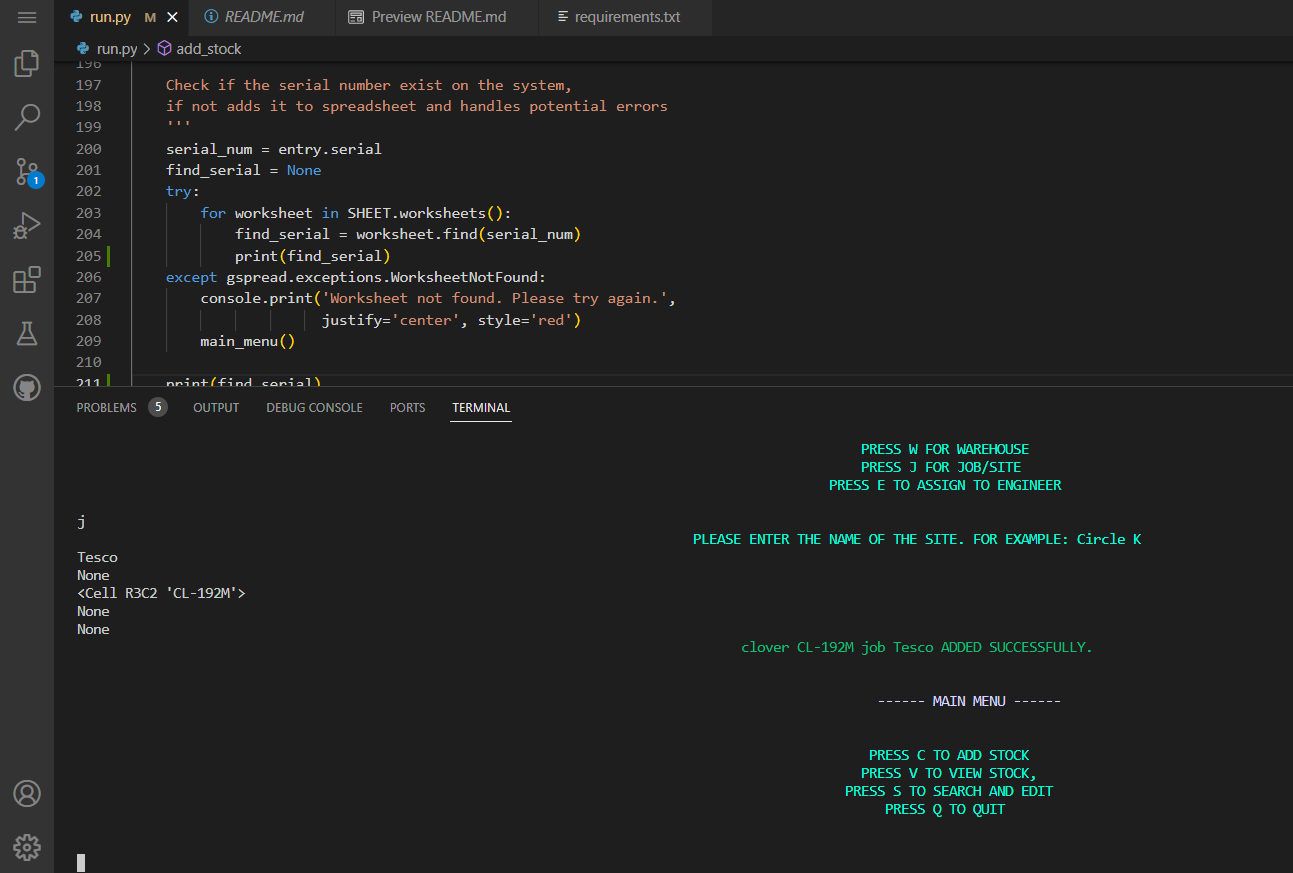 run.py M
README.md
Preview README.md
requirements.txt
run.py > add_stock
196
197 Check if the serial number exist on the system,
198 if not adds it to spreadsheet and handles potential errors
199 '''
200 serial_num = entry.serial
201 find_serial = None
202 try:
203 for worksheet in SHEET.worksheets():
204 find_serial = worksheet.find(serial_num)
205 print(find_serial)
206 except gspread.exceptions.WorksheetNotFound:
207 console.print('Worksheet not found. Please try again.',
208 justify='center', style='red')
209 main_menu()
210
211 print(find_serial)
1
PROBLEMS 5 OUTPUT DEBUG CONSOLE PORTS TERMINAL
PRESS W FOR WAREHOUSE
PRESS J FOR JOB/SITE
PRESS E TO ASSIGN TO ENGINEER
j
PLEASE ENTER THE NAME OF THE SITE. FOR EXAMPLE: Circle K
Tesco
None
<Cell R3C2 'CL-192M'>
None
None
clover CL-192M job Tesco ADDED SUCCESSFULLY.
------ MAIN MENU ------
PRESS C TO ADD STOCK
PRESS V TO VIEW STOCK,
PRESS S TO SEARCH AND EDIT
PRESS Q TO QUIT